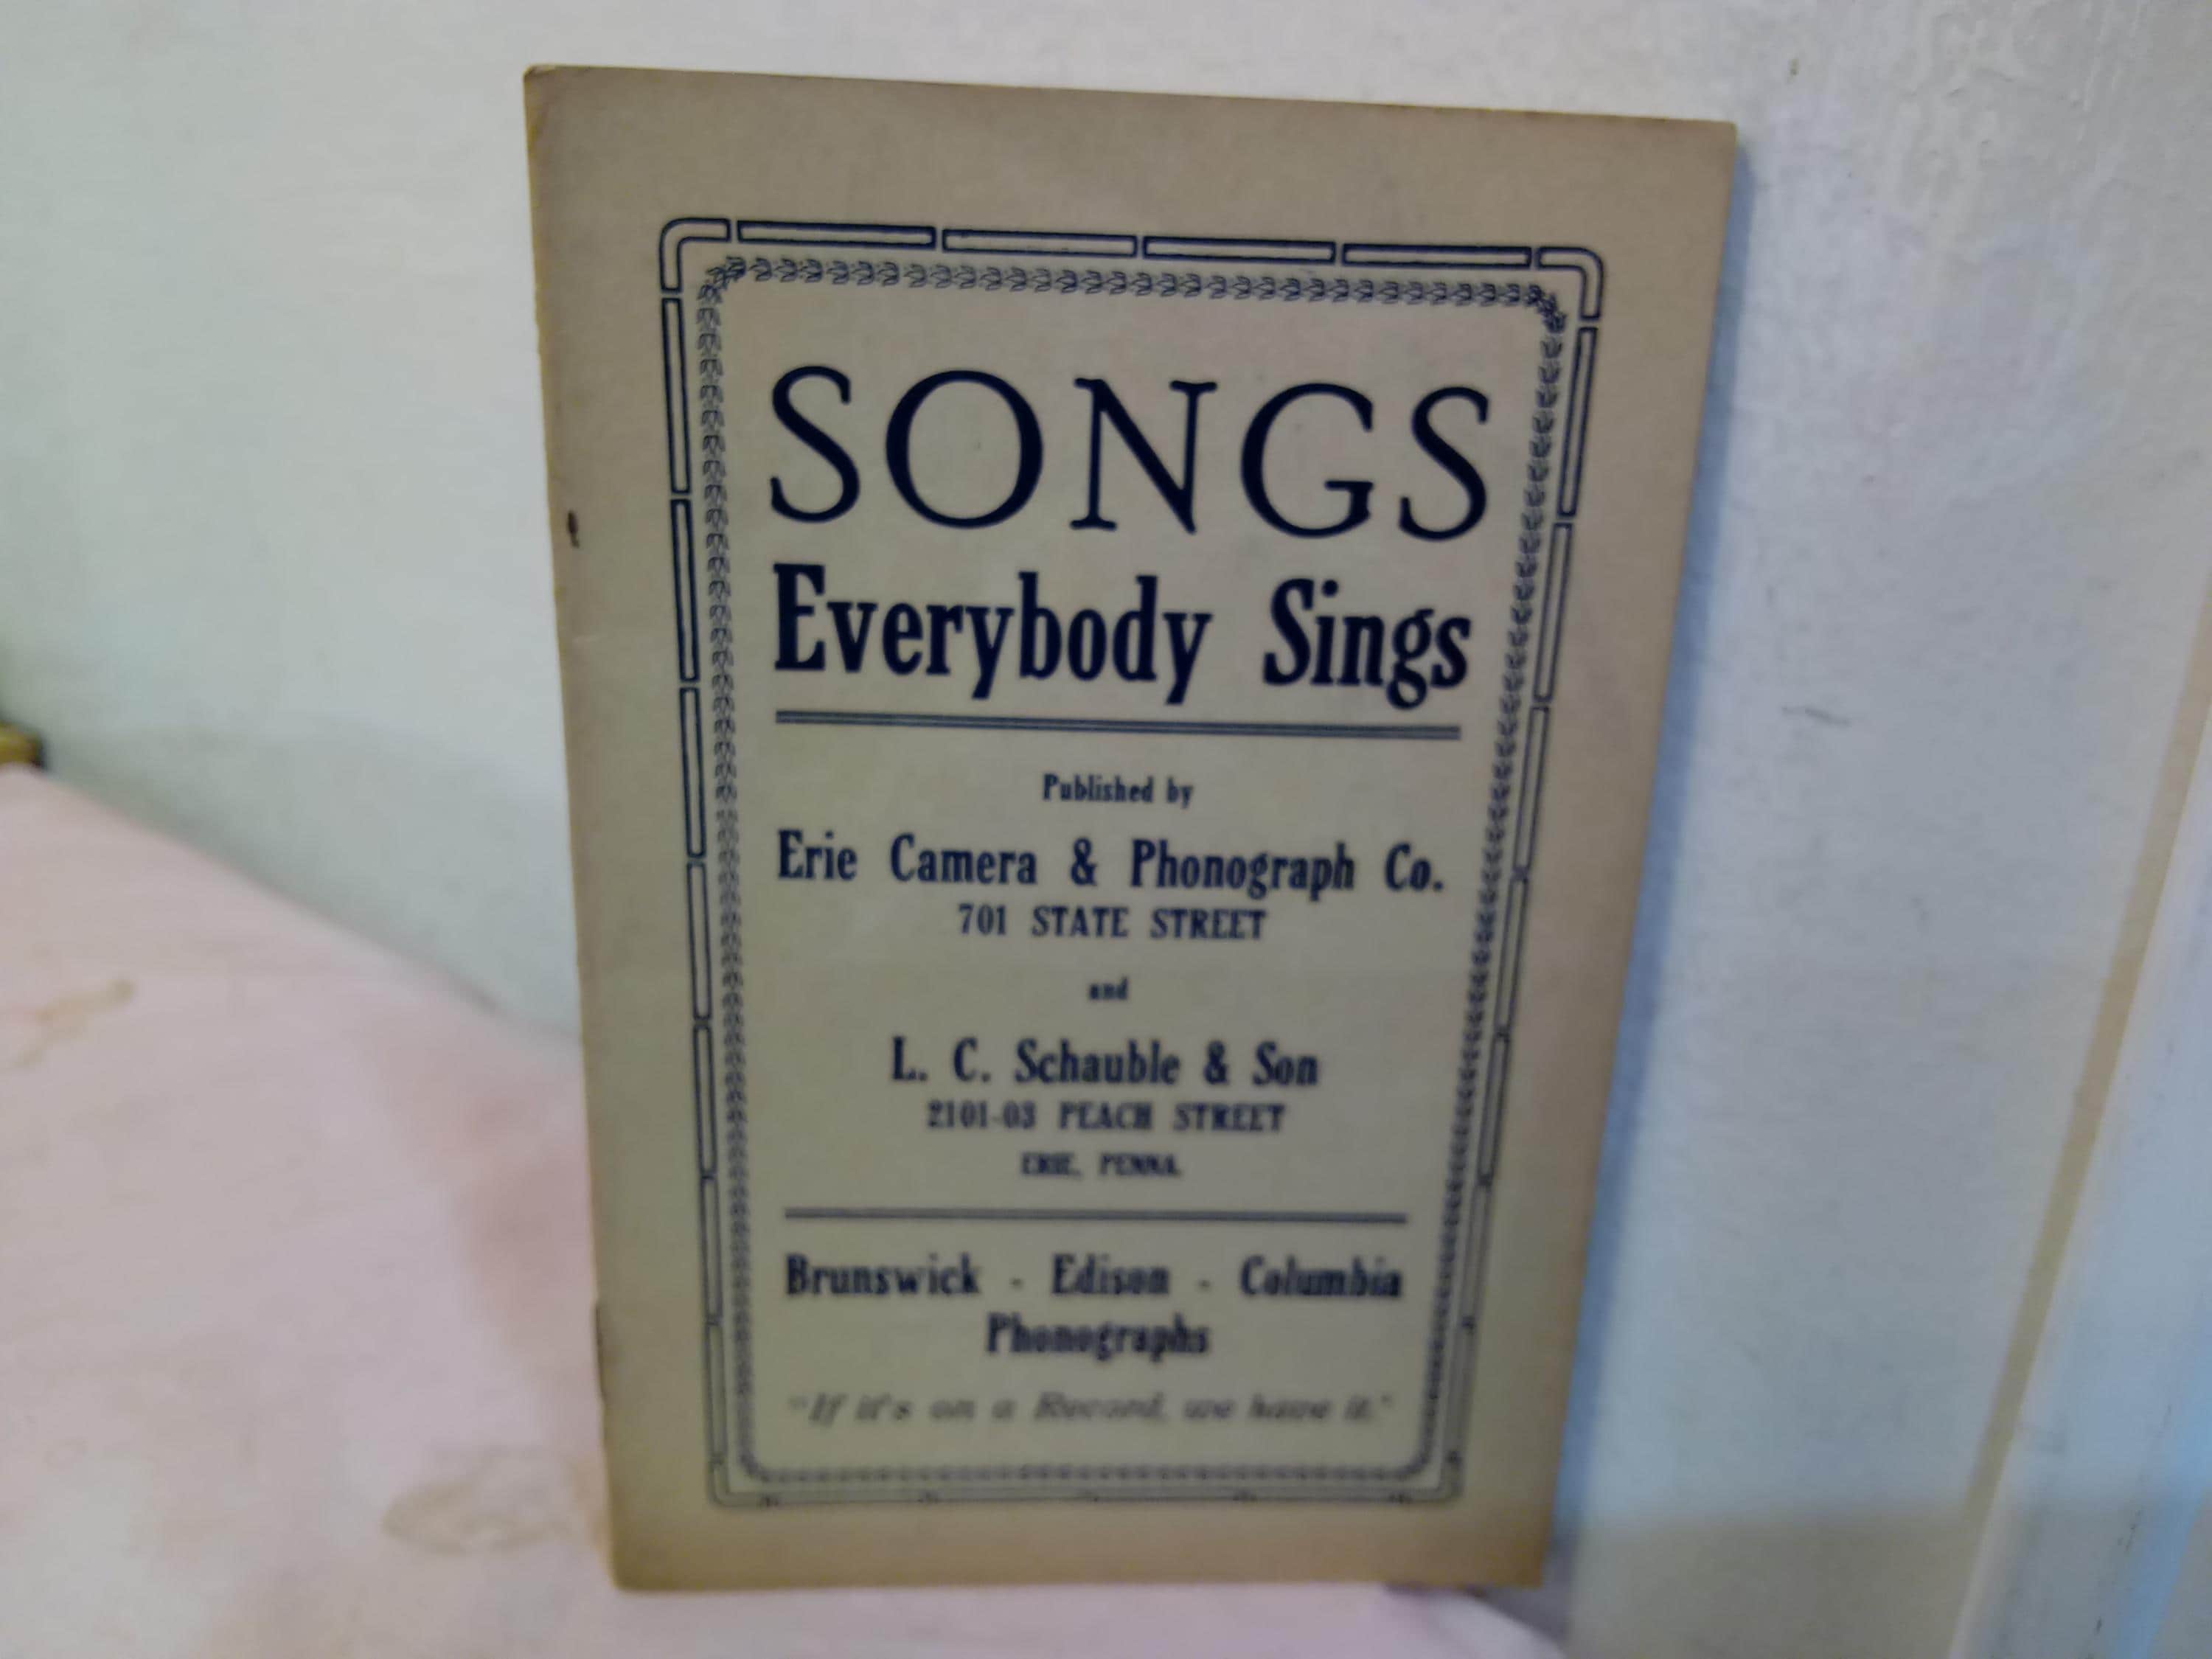 SONGS
Everybody Sings
Published by
Erie Camera & Phonograph Co.
701 STATE STREET
and
L. C. Schauble & Son
2101-03 PEACH STREET
ERIE, PENNA.
Brunswick - Edison - Columbia
Phonographs
"If it's on a Record, we have it."